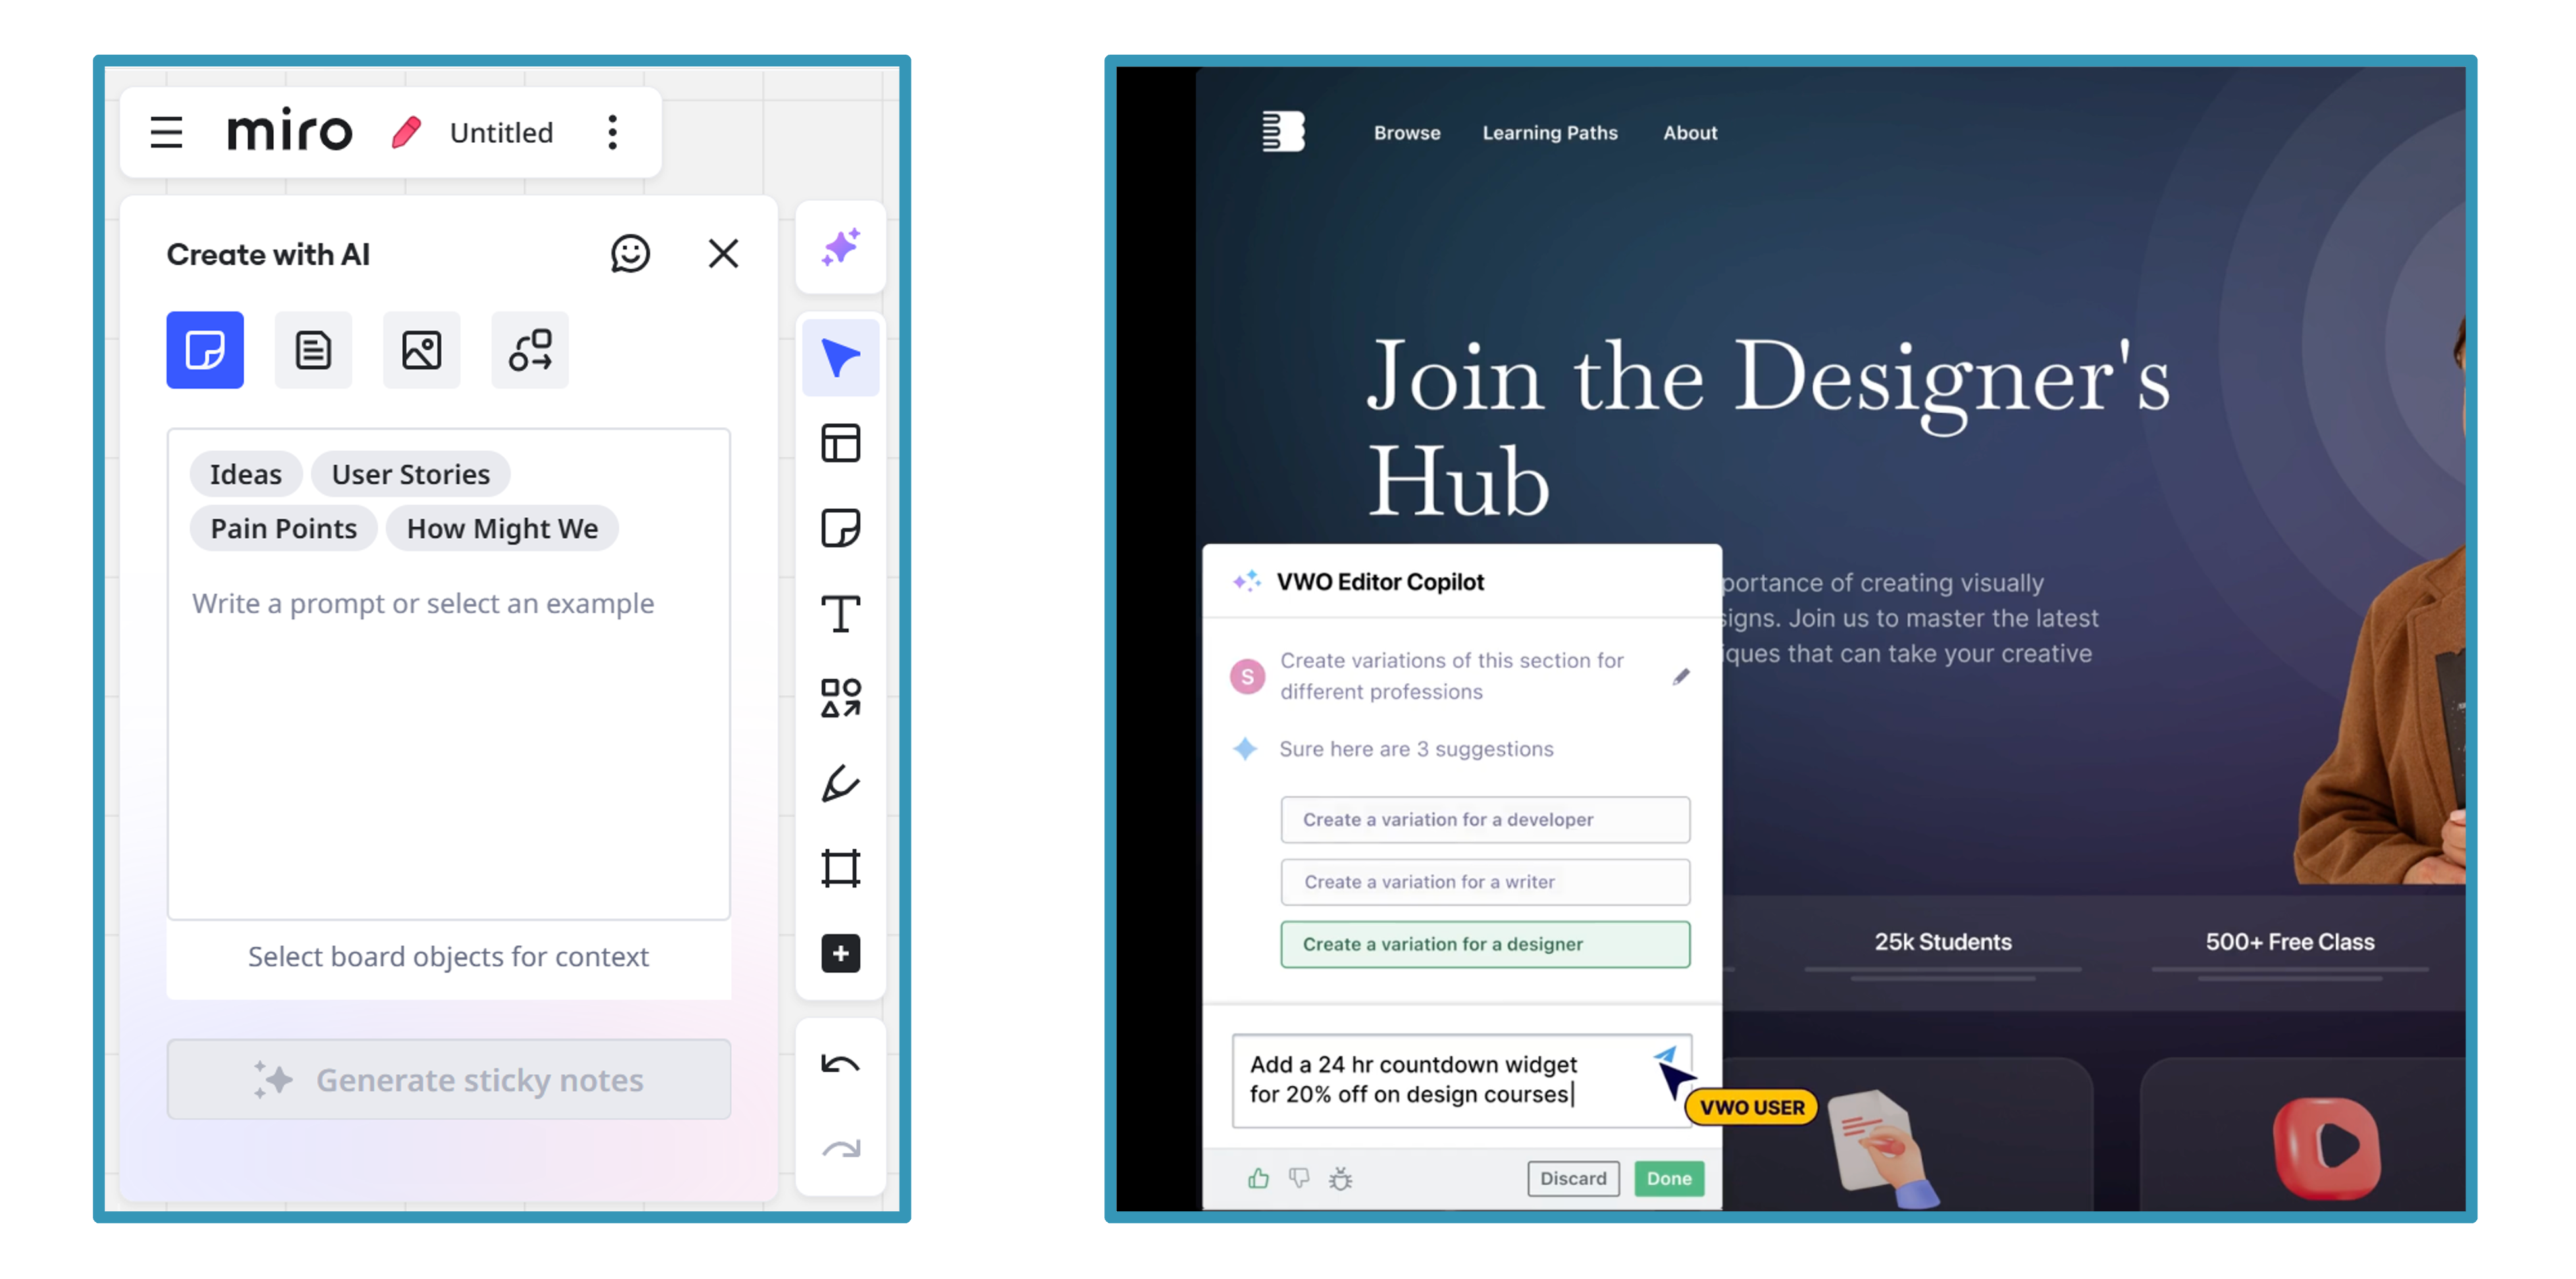 miro
Untitled
Create with AI
Ideas
User Stories
Pain Points
How Might We
Write a prompt or select an example
Select board objects for context
Generate sticky notes
Browse
Learning Paths
About
Join the Designer's
Hub
portance of creating visually
signs. Join us to master the latest
iques that can take your creative
VWO Editor Copilot
S
Create variations of this section for
different professions
Sure here are 3 suggestions
Create a variation for a developer
Create a variation for a writer
Create a variation for a designer
Add a 24 hr countdown widget
for 20% off on design courses
VWO USER
Discard
Done
25k Students
500+ Free Class